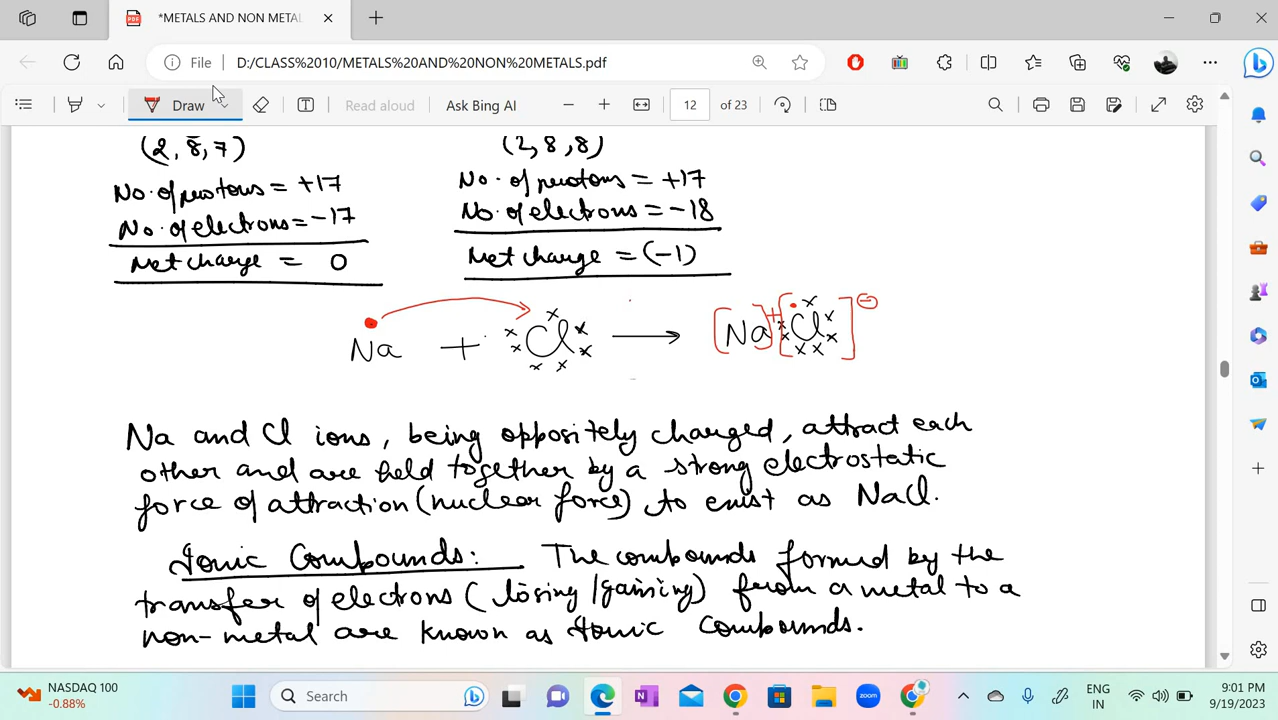 *METALS AND NON METAL
File
D:/CLASS%2010/METALS%20AND%20NON%20METALS.pdf
Draw
Read aloud
Ask Bing AI
12
of 23
(2, 8, 7)
(2, 8, 8)
No. of protons = +17
No. of electrons = -17
Net charge = 0
No. of protons = +17
No. of electrons = -18
Net charge = (-1)
Na + Cl → [Na]+ [Cl]⊖
Na and Cl ions, being oppositely charged, attract each
other and are held together by a strong electrostatic
force of attraction (nuclear force) to exist as NaCl.
Ionic Compounds: The compounds formed by the
transfer of electrons (losing/gaining) from a metal to a
non-metal are known as Ionic compounds.
NASDAQ 100
-0.88%
Search
zoom
ENG
IN
9:01 PM
9/19/2023